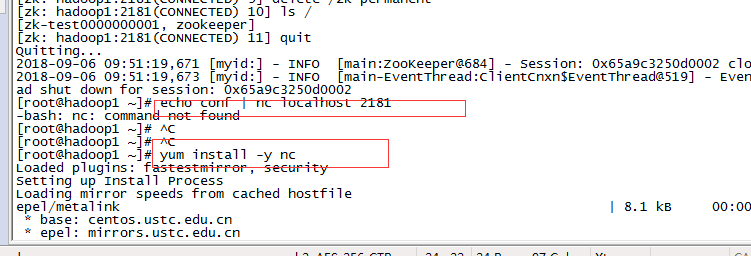 [zk: hadoop1:2181(CONNECTED) 9] delete /zk-permanent
[zk: hadoop1:2181(CONNECTED) 10] ls /
[zk-test0000000001, zookeeper]
[zk: hadoop1:2181(CONNECTED) 11] quit
Quitting...
2018-09-06 09:51:19,671 [myid:] - INFO  [main:ZooKeeper@684] - Session: 0x65a9c3250d0002 clo
2018-09-06 09:51:19,673 [myid:] - INFO  [main-EventThread:ClientCnxn$EventThread@519] - Even
ad shut down for session: 0x65a9c3250d0002
[root@hadoop1 ~]# echo conf | nc localhost 2181
-bash: nc: command not found
[root@hadoop1 ~]# ^C
[root@hadoop1 ~]# ^C
[root@hadoop1 ~]# yum install -y nc
Loaded plugins: fastestmirror, security
Setting up Install Process
Loading mirror speeds from cached hostfile
epel/metalink | 8.1 kB 00:00
* base: centos.ustc.edu.cn
* epel: mirrors.ustc.edu.cn